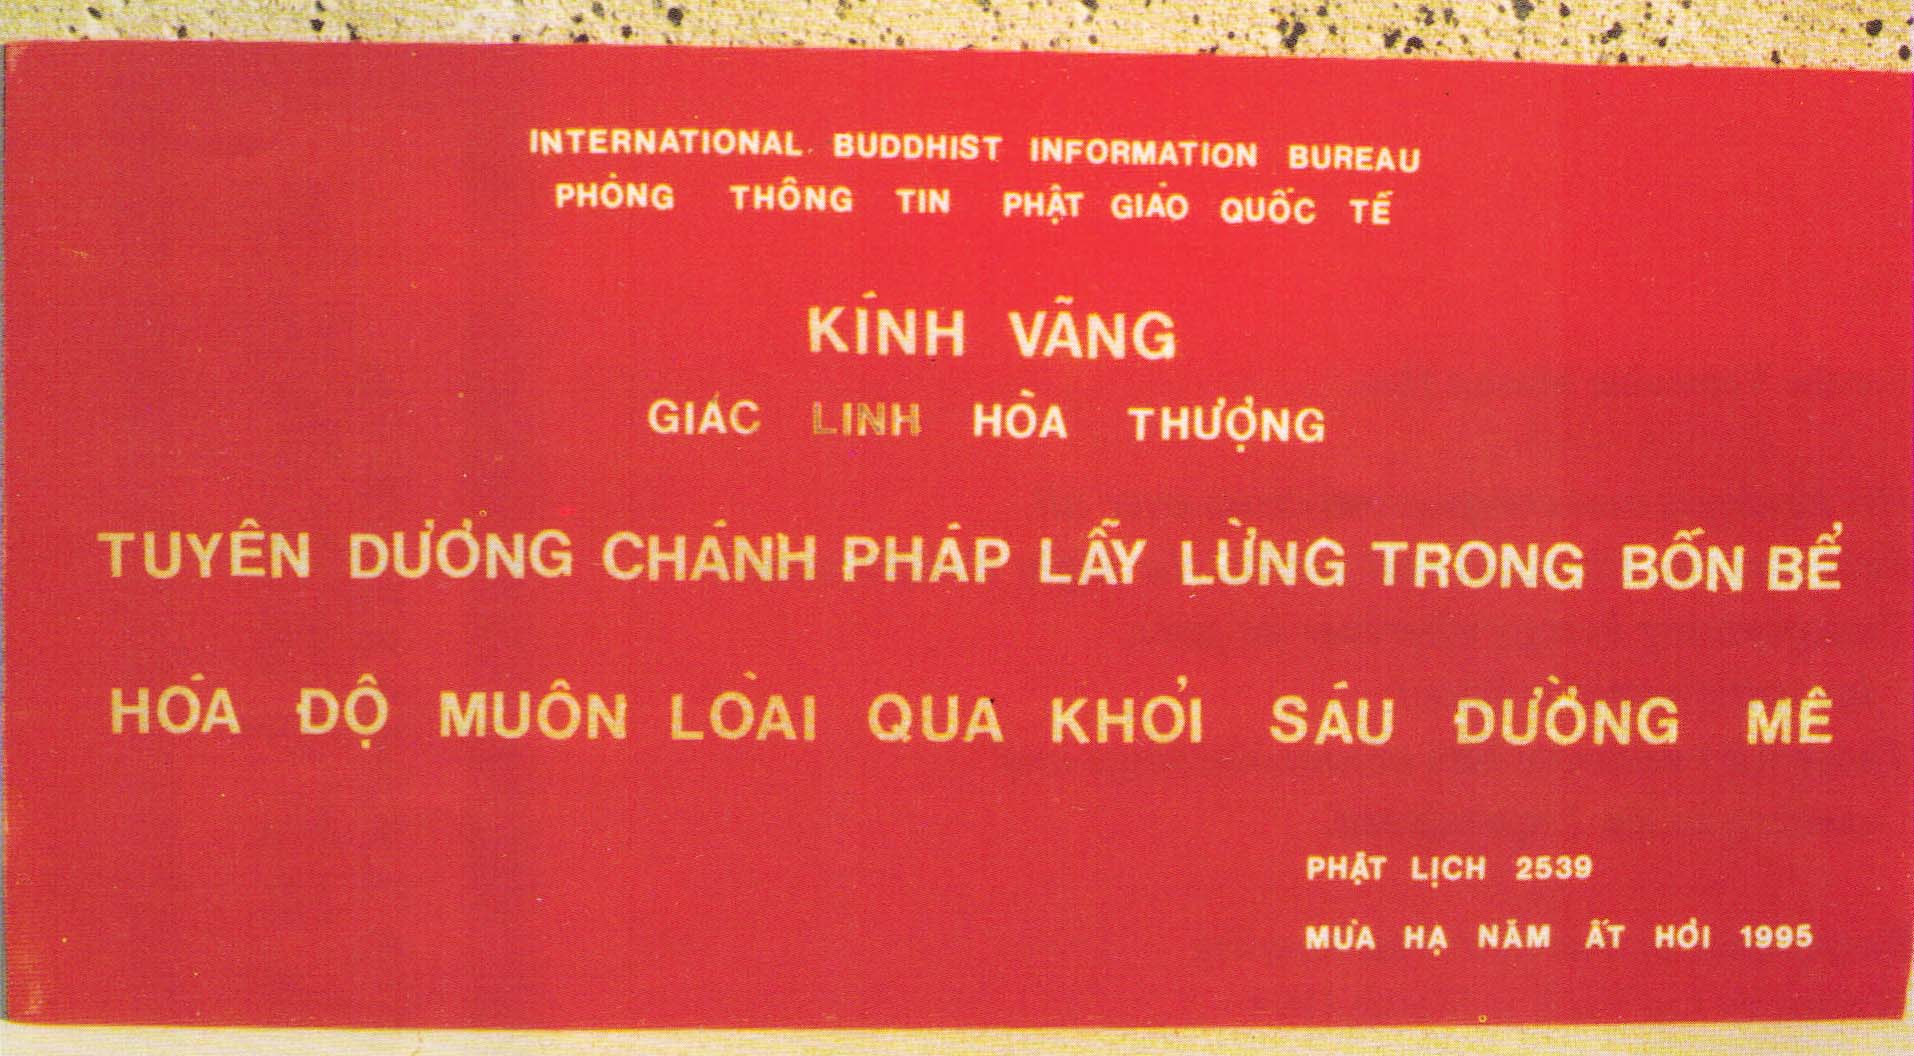 INTERNATIONAL BUDDHIST INFORMATION BUREAU
PHÒNG THÔNG TIN PHẬT GIÁO QUỐC TẾ
KÍNH VÃNG
GIÁC LINH HÒA THƯỢNG
TUYÊN DƯƠNG CHÁNH PHÁP LẪY LỪNG TRONG BỐN BỂ
HÓA ĐỘ MUÔN LOÀI QUA KHỎI SÁU ĐƯỜNG MÊ
PHẬT LỊCH 2539
MÙA HẠ NĂM ẤT HỢI 1995